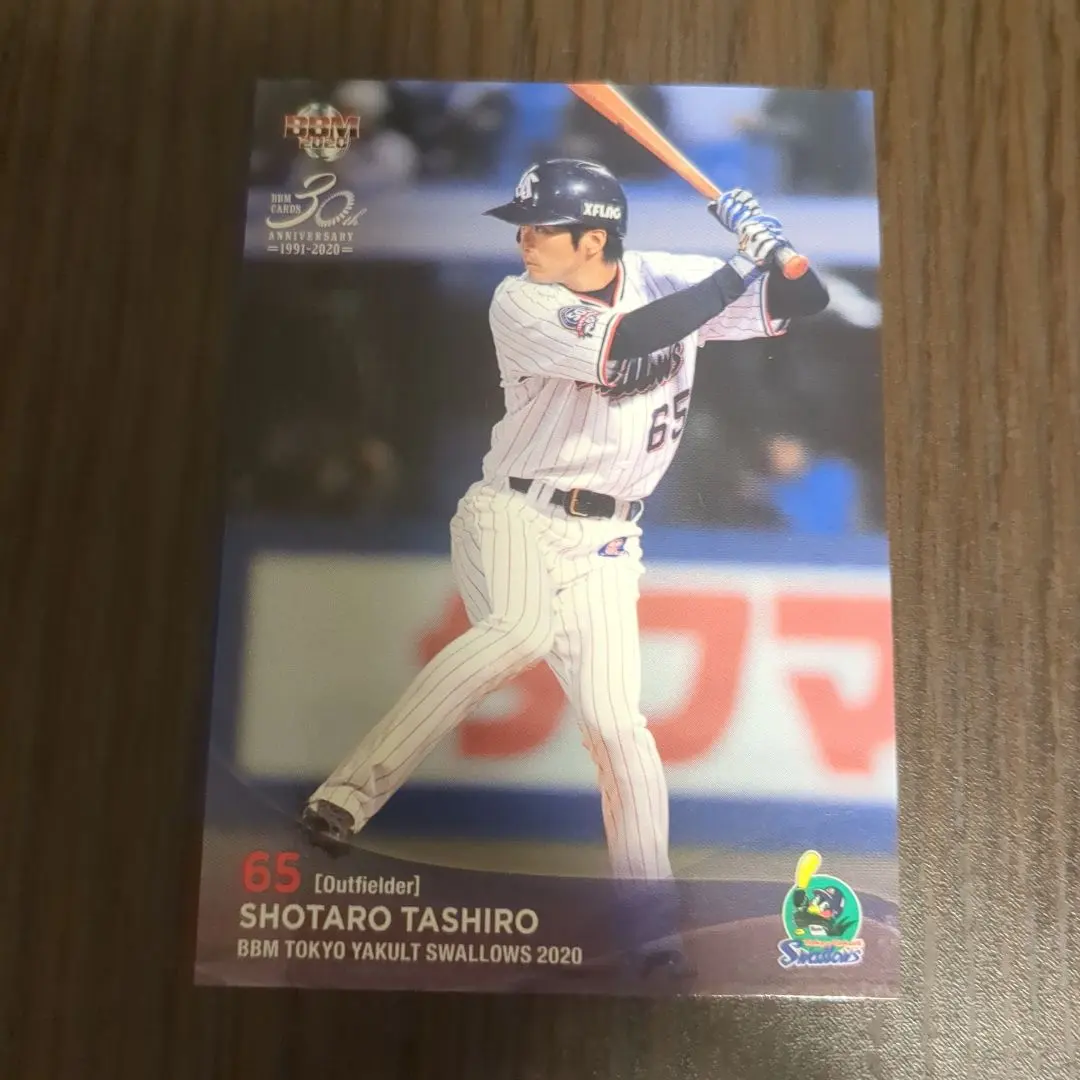 BBM
2020
BBM
CARDS
30th
ANNIVERSARY
1991-2020
XFLAG
65
65 [Outfielder]
SHOTARO TASHIRO
BBM TOKYO YAKULT SWALLOWS 2020
Swallows